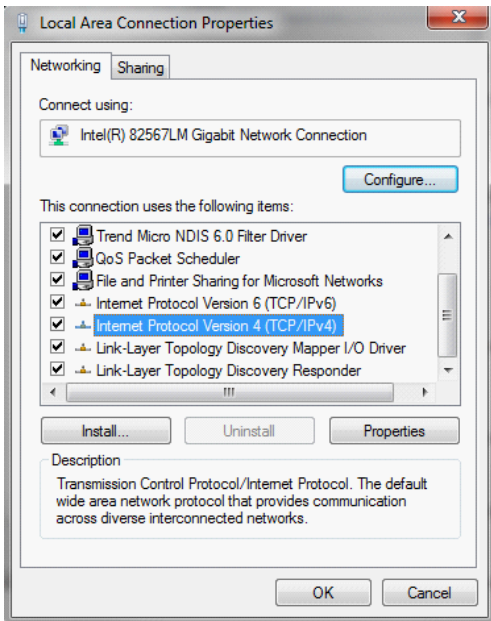 Local Area Connection Properties
Networking
Sharing
Connect using:
Intel(R) 82567LM Gigabit Network Connection
Configure...
This connection uses the following items:
Trend Micro NDIS 6.0 Filter Driver
QoS Packet Scheduler
File and Printer Sharing for Microsoft Networks
Internet Protocol Version 6 (TCP/IPv6)
Internet Protocol Version 4 (TCP/IPv4)
Link-Layer Topology Discovery Mapper I/O Driver
Link-Layer Topology Discovery Responder
Install...
Uninstall
Properties
Description
Transmission Control Protocol/Internet Protocol. The default
wide area network protocol that provides communication
across diverse interconnected networks.
OK
Cancel